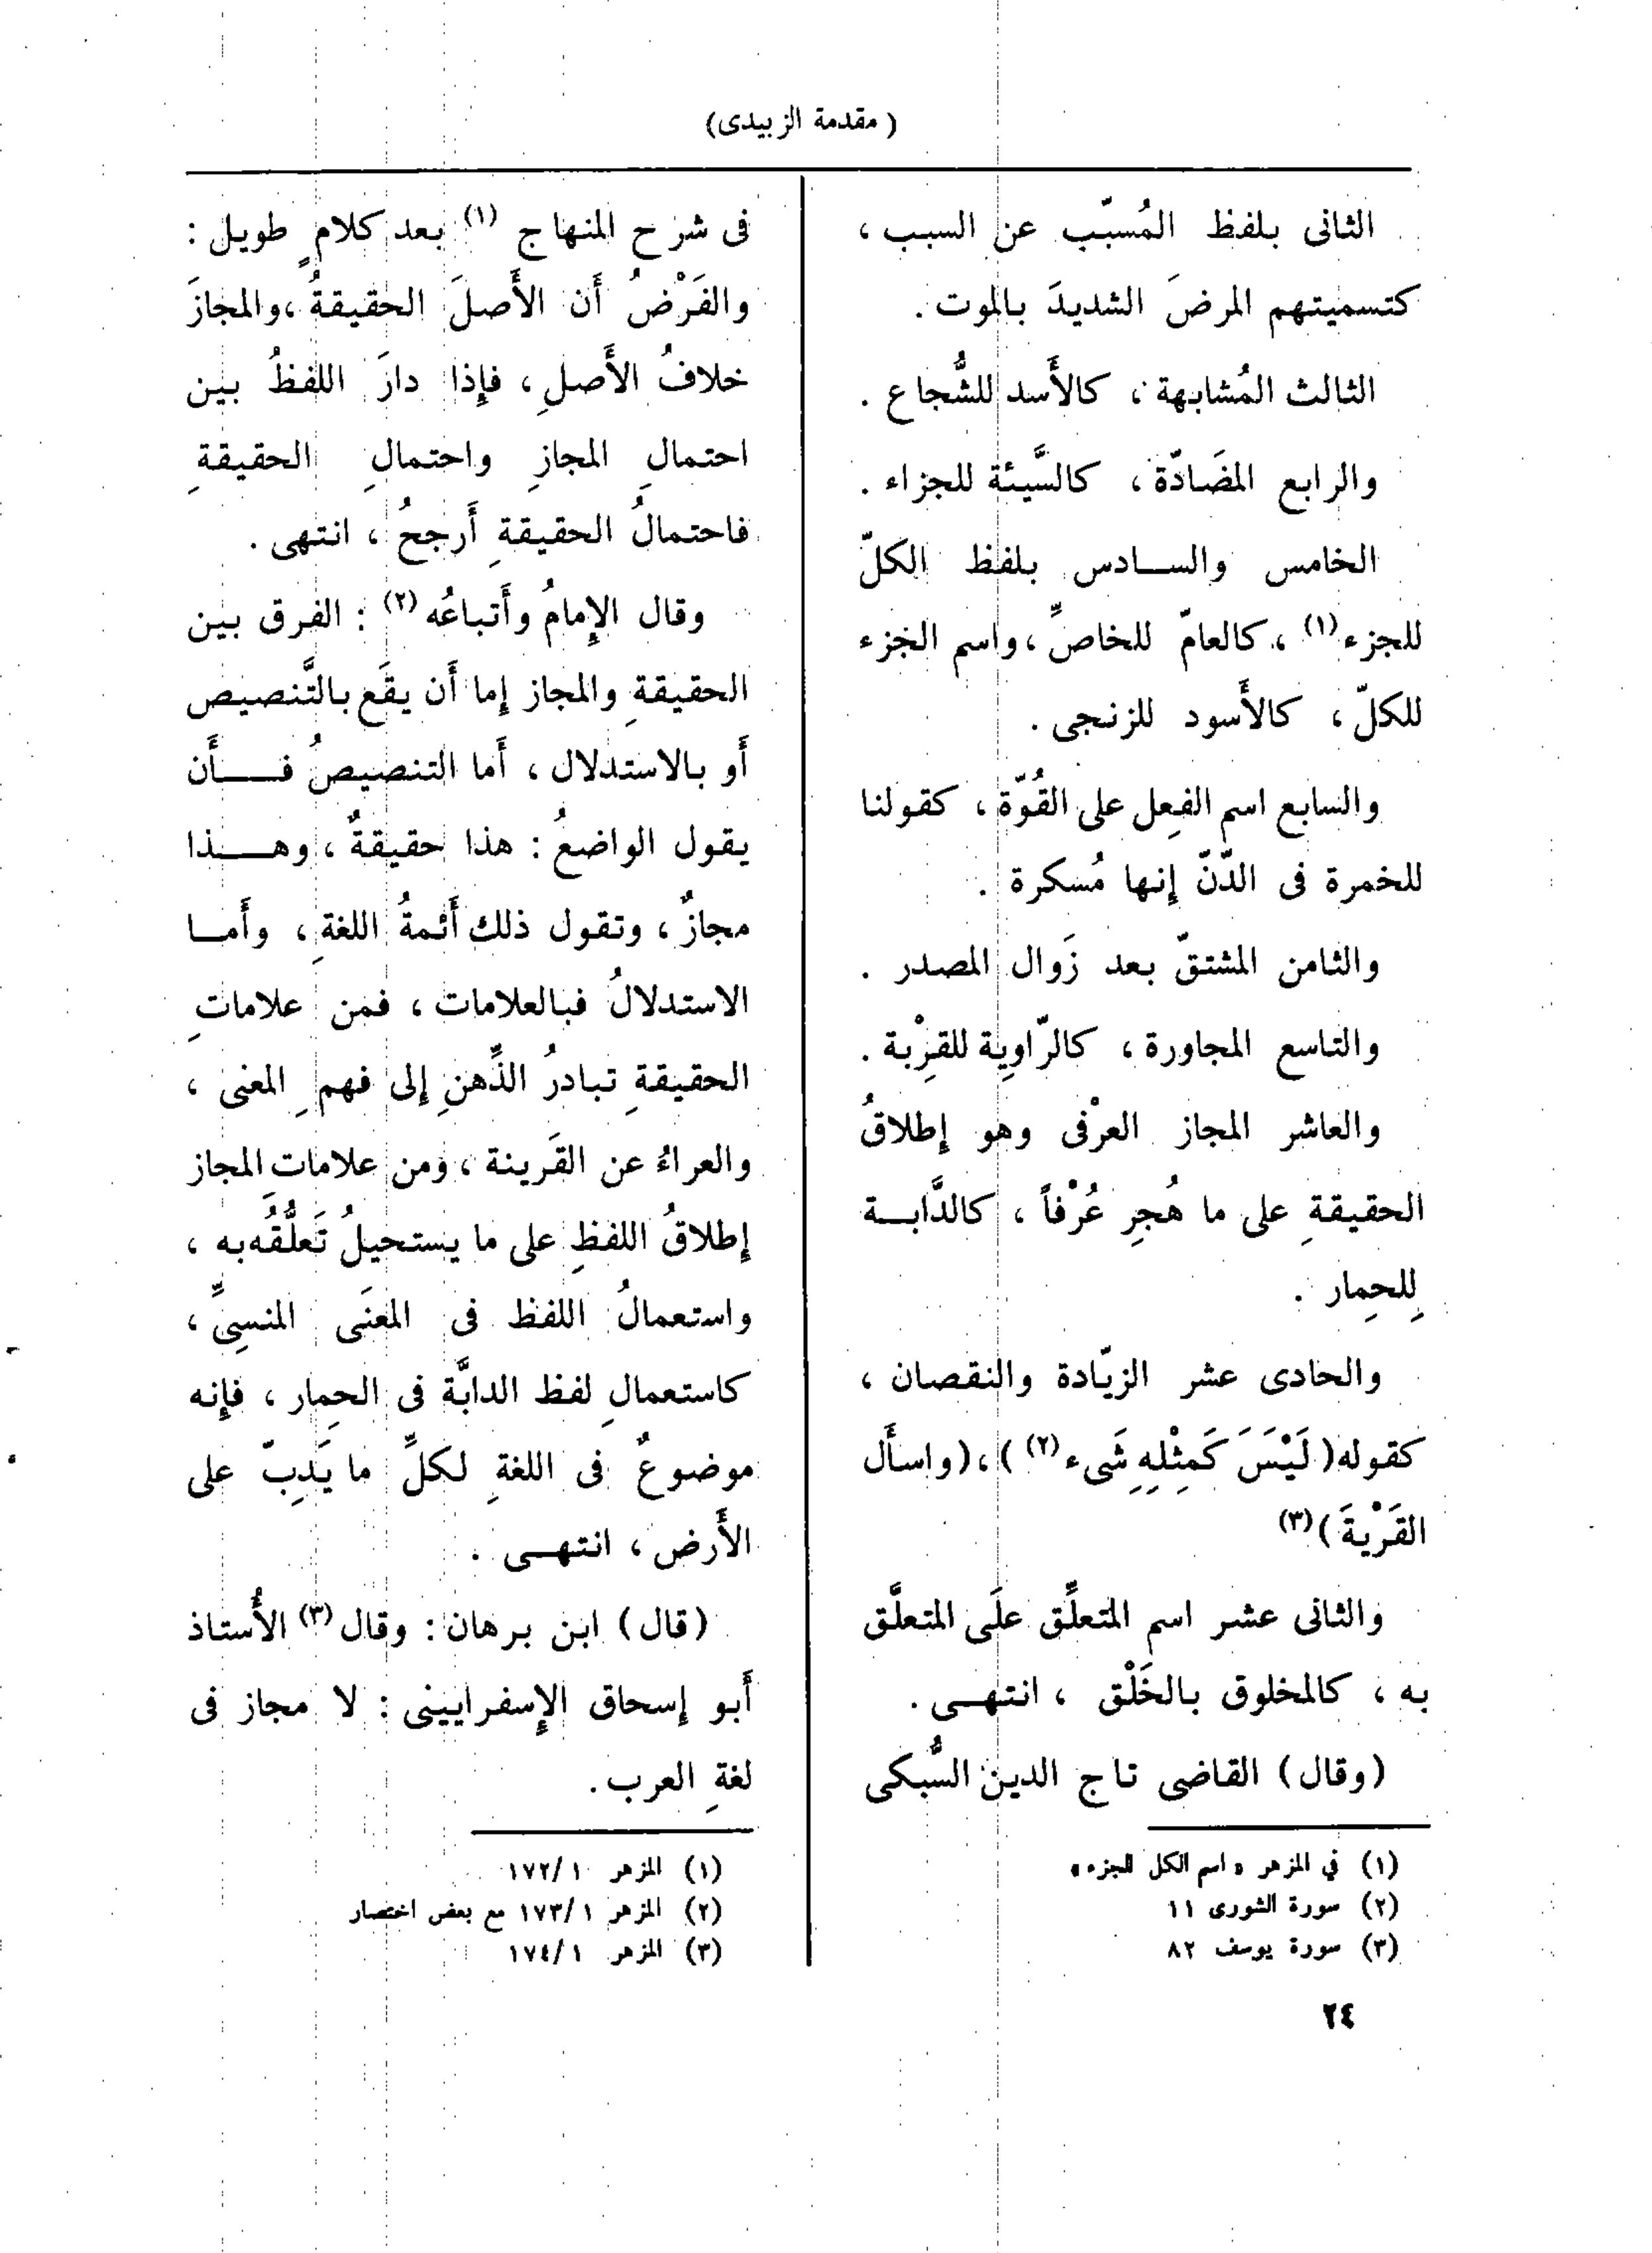 ( مقدمة الزبيدى )
الثانى بلفظ المُسبّب عن السبب ،
كتسميتهم المرضَ الشديدَ بالموت .
الثالث المُشابهة ، كالأَسد للشُّجاع .
والرابع المضَادّة ، كالسَّيئة للجزاء .
الخامس والسـادس بلفظ الكلّ
للجزء (١) ، كالعامّ للخاصِّ ، واسم الجزء
للكلّ ، كالأَسود للزنجى .
والسابع اسم الفِعل على القُوّة ، كقولنا
للخمرة فى الدّنّ إنها مُسكرة .
والثامن المشتقّ بعد زَوال المصدر .
والتاسع المجاورة ، كالرّاوِية للقِرْبة .
والعاشر المجاز العرْفى وهو إطلاقُ
الحقيقةِ على ما هُجِر عُرْفاً ، كالدَّابـة
لِلحِمار .
والحادى عشر الزيّادة والنقصان ،
كقوله ( لَيْسَ كَمِثْلِهِ شَىء (٢) ) ، (واسأَل
القَرْيةَ ) (٣)
والثانى عشر اسم المتعلِّق علَى المتعلَّق
به ، كالمخلوق بالخَلْق ، انتهـى .
(وقال) القاضى تاج الدين السُّبكى
(١) في المزهر « اسم الكل للجزء »
(٢) سورة الشورى ١١
(٣) سورة يوسف ٨٢
فى شرح المنهاج (١) بعد كلامٍ طويل :
والفَرْضُ أَن الأَصلَ الحقيقةُ ،والمجازَ
خلافُ الأَصلِ ، فإذا دارَ اللفظُ بين
احتمالِ المجازِ واحتمالِ الحقيقةِ
فاحتمالُ الحقيقةِ أَرجحُ ، انتهى .
وقال الإمامُ وأَتباعُه (٢) : الفرق بين
الحقيقةِ والمجاز إما أَن يقَع بالتَّنصيص
أَو بالاستدلال ، أَما التنصيصُ فــأَن
يقول الواضعُ : هذا حقيقةٌ ، وهــذا
مجازٌ ، وتقول ذلك أَئمةُ اللغةِ ، وأَمـا
الاستدلالُ فبالعلامات ، فمن علاماتِ
الحقيقةِ تبادرُ الذِّهنِ إلى فهمِ المعنى ،
والعراءُ عن القَرينة ، ومن علامات المجاز
إطلاقُ اللفظِ على ما يستحيلُ تَعلُّقُه به ،
واستعمالُ اللفظ فى المعنَى المنسِىِّ ،
كاستعمالِ لفظ الدابَّة فى الحِمار ، فإنه
موضوعٌ فى اللغةِ لكلِّ ما يَدِبّ على
الأَرض ، انتهـى .
(قال) ابن برهان : وقال (٣) الأُستاذ
أَبو إسحاق الإسفرايينى : لا مجاز فى
لغةِ العرب .
(١) المزهر ١/ ١٧٢
(٢) المزهر ١/ ١٧٣ مع بعض اختصار
(٣) المزهر ١/ ١٧٤
٢٤